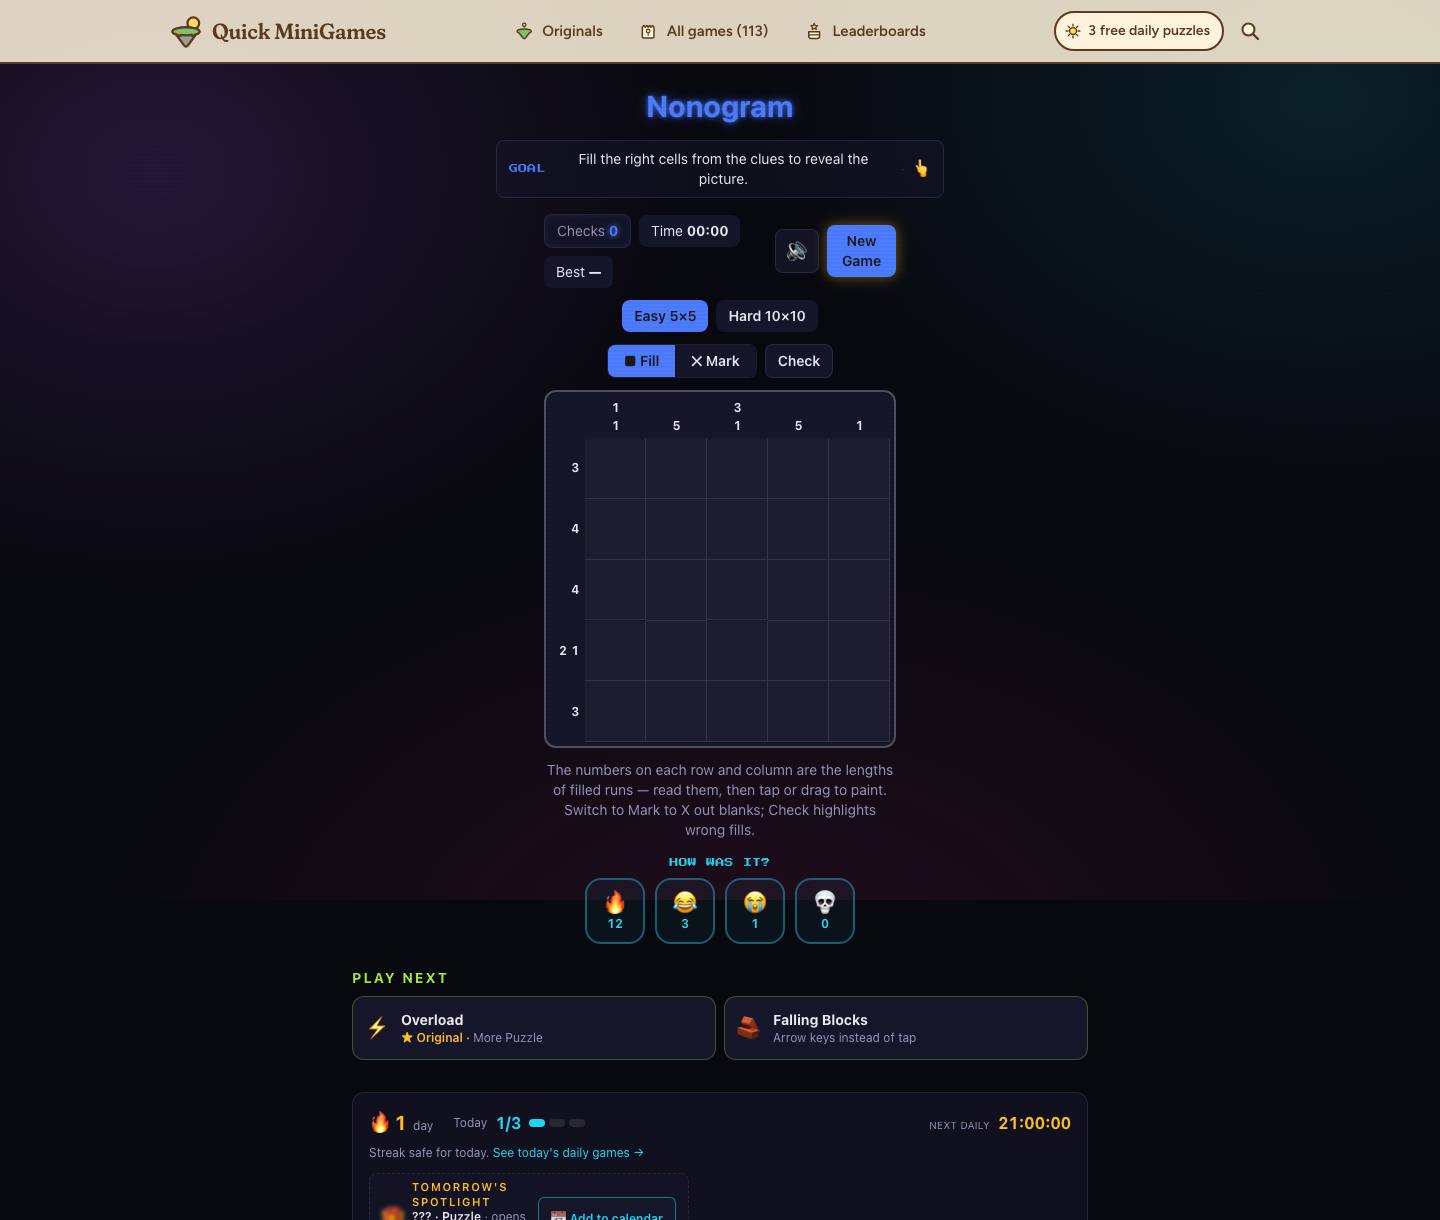 Quick MiniGames
Originals
All games (113)
Leaderboards
3 free daily puzzles
Nonogram
GOAL
Fill the right cells from the clues to reveal the
picture.
Checks 0
Time 00:00
Best —
New
Game
Easy 5×5
Hard 10×10
Fill
Mark
Check
1 3
1 5 1 5 1
3
4
4
2 1
3
The numbers on each row and column are the lengths
of filled runs — read them, then tap or drag to paint.
Switch to Mark to X out blanks; Check highlights
wrong fills.
HOW WAS IT?
12
3
1
0
PLAY NEXT
Overload
Original · More Puzzle
Falling Blocks
Arrow keys instead of tap
1 day
Today 1/3
NEXT DAILY 21:00:00
Streak safe for today. See today's daily games →
TOMORROW'S
SPOTLIGHT
??? · Puzzle · opens
Add to calendar